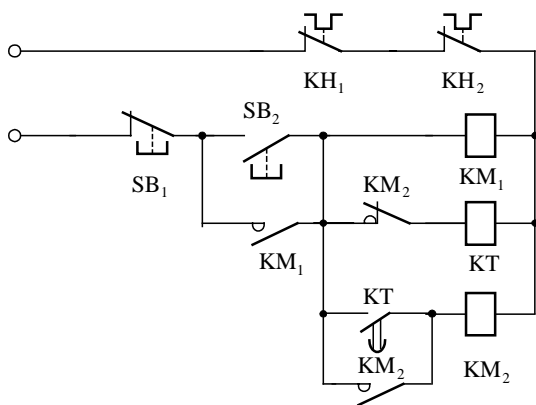 KH₁ KH₂
SB₂
SB₁ KM₁
KM₂
KM₁ KT
KT
KM₂ KM₂